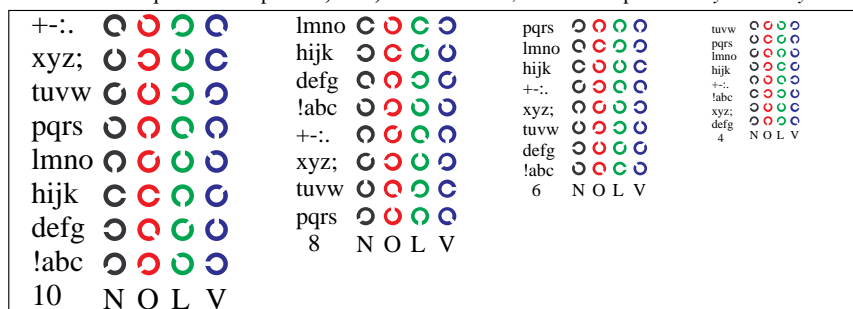 +-:.
xyz;
tuvw
pqrs
lmno
hijk
defg
!abc
10 N O L V
lmno
hijk
defg
!abc
+-:.
xyz;
tuvw
pqrs
8 N O L V
pqrs
lmno
hijk
+-:.
xyz;
tuvw
defg
!abc
6 N O L V
tuvw
pqrs
lmno
hijk
+-:.
!abc
xyz;
defg
4 N O L V